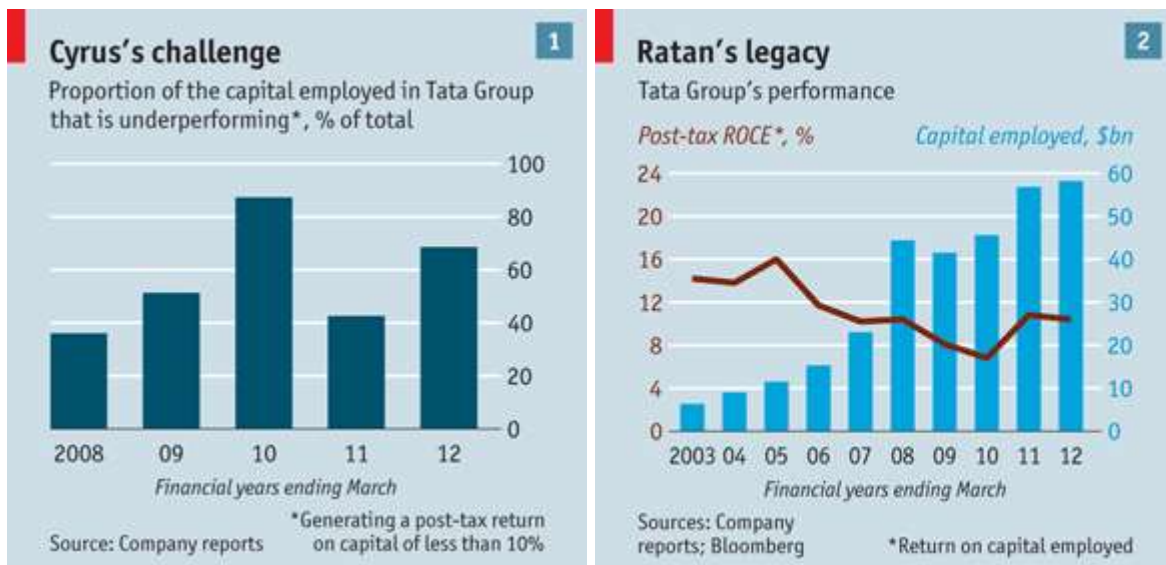 Cyrus's challenge
1
Proportion of the capital employed in Tata Group
that is underperforming*, % of total
100
80
60
40
20
0
2008 09 10 11 12
Financial years ending March
*Generating a post-tax return
Source: Company reports on capital of less than 10%
Ratan's legacy
2
Tata Group's performance
Post-tax ROCE*, % Capital employed, $bn
24 60
20 50
16 40
12 30
8 20
4 10
0 0
2003 04 05 06 07 08 09 10 11 12
Financial years ending March
Sources: Company
reports; Bloomberg *Return on capital employed